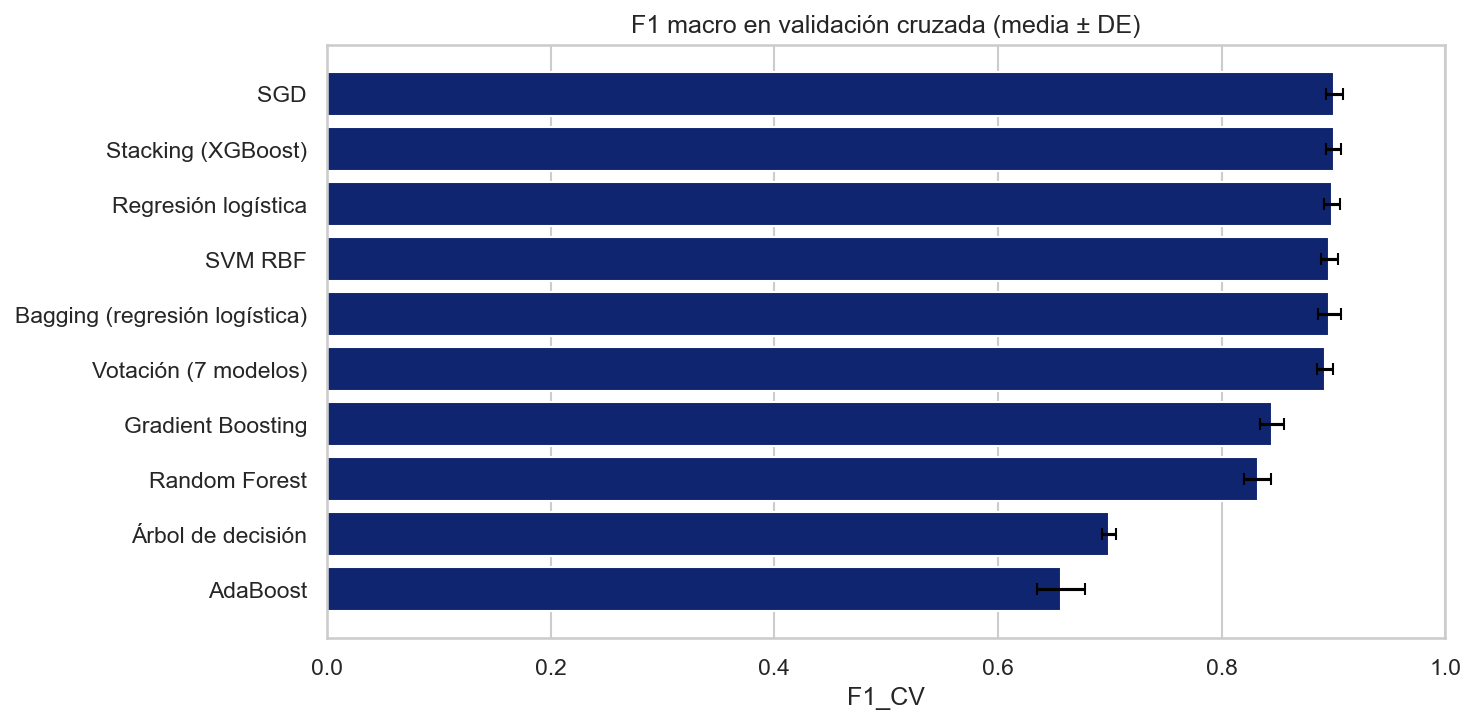 F1 macro en validación cruzada (media ± DE)
SGD
Stacking (XGBoost)
Regresión logística
SVM RBF
Bagging (regresión logística)
Votación (7 modelos)
Gradient Boosting
Random Forest
Árbol de decisión
AdaBoost
0.0 0.2 0.4 0.6 0.8 1.0
F1_CV